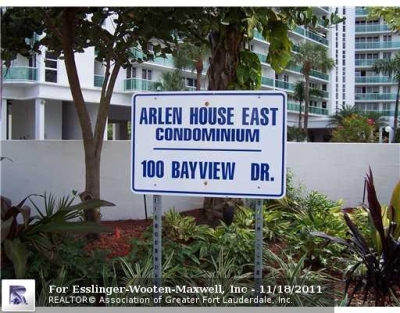 ARLEN HOUSE EAST
CONDOMINIUM
100 BAYVIEW DR.
For Esslinger-Wooten-Maxwell, Inc - 11/18/2011
REALTOR® Association of Greater Fort Lauderdale, Inc.